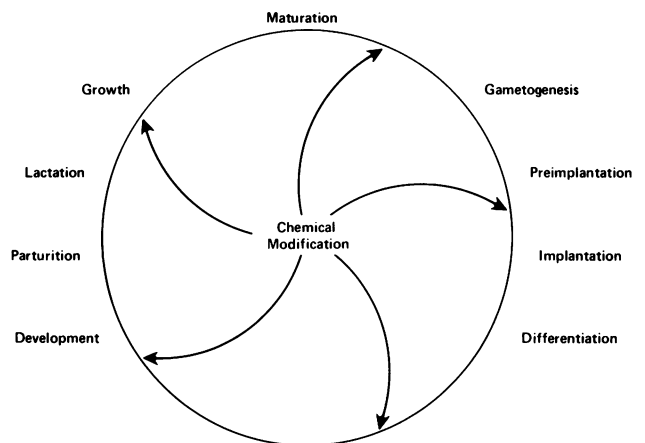 Maturation
Growth
Gametogenesis
Lactation
Preimplantation
Chemical
Modification
Parturition
Implantation
Development
Differentiation